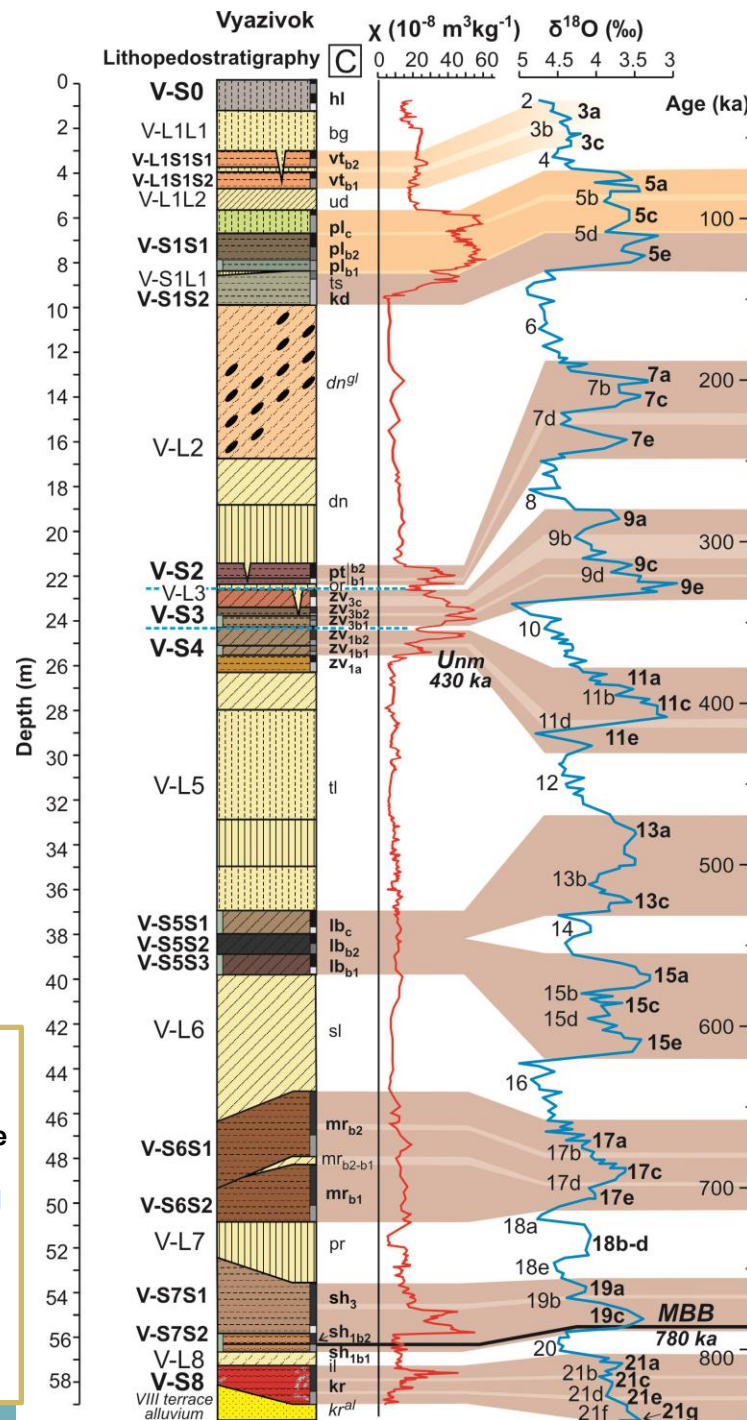 Vyazivok
Lithopedostratigraphy
C
χ (10-8 m3kg-1)
δ18O (‰)
0 20 40 60
5 4.5 4 3.5 3
Age (ka)
Depth (m)
0
2
4
6
8
10
12
14
16
18
20
22
24
26
28
30
32
34
36
38
40
42
44
46
48
50
52
54
56
58
V-S0
V-L1L1
V-L1S1S1
V-L1S1S2
V-L1L2
V-S1S1
V-S1L1
V-S1S2
V-L2
V-S2
V-L3
V-S3
V-S4
V-L5
V-S5S1
V-S5S2
V-S5S3
V-L6
V-S6S1
V-S6S2
V-L7
V-S7S1
V-S7S2
V-L8
V-S8
VIII terrace
alluvium
hl
bg
vtb2
vtb1
ud
plc
plb2
plb1
ts
kd
dngl
dn
pt b2
b1
or
zv3c
zv3b2
zv3b1
zv1b2
zv1b1
zv1a
tl
lbc
lbb2
lbb1
sl
mrb2
mrb2-b1
mrb1
pr
sh3
sh1b2
sh1b1
il
kr
kral
Unm
430 ka
2
3a
3b
3c
4
5a
5b
5c
5d
5e
6
7a
7b
7c
7d
7e
8
9a
9b
9c
9d
9e
10
11a
11b
11c
11d
11e
12
13a
13b
13c
14
15a
15b
15c
15d
15e
16
17a
17b
17c
17d
17e
18a
18b-d
18e
19a
19b
19c
MBB
780 ka
20
21a
21b
21c
21d
21e
21f
21g
100
200
300
400
500
600
700
800